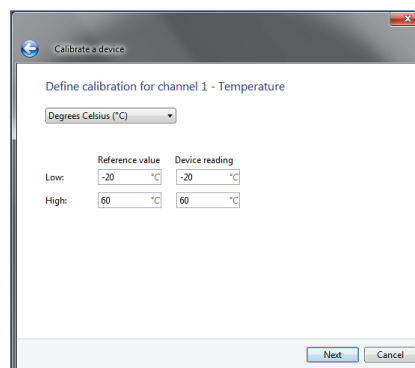 Calibrate a device
Define calibration for channel 1 - Temperature
Degrees Celsius (°C)
Reference value Device reading
Low: -20 °C -20 °C
High: 60 °C 60 °C
Next Cancel